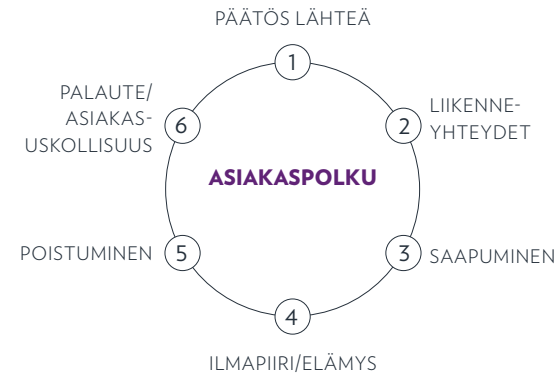 PÄÄTÖS LÄHTEÄ
1
LIIKENNE-
YHTEYDET
2
SAAPUMINEN
3
4
ILMAPIIRI/ELÄMYS
POISTUMINEN
5
PALAUTE/
ASIAKAS-
USKOLLISUUS
6
ASIAKASPOLKU